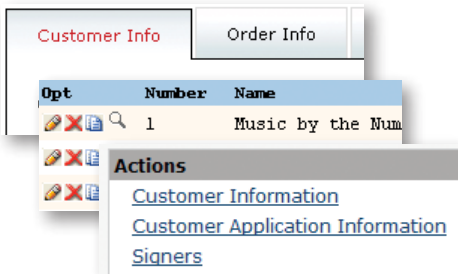 Customer Info Order Info
Opt Number Name
1 Music by the Num
Actions
Customer Information
Customer Application Information
Signers